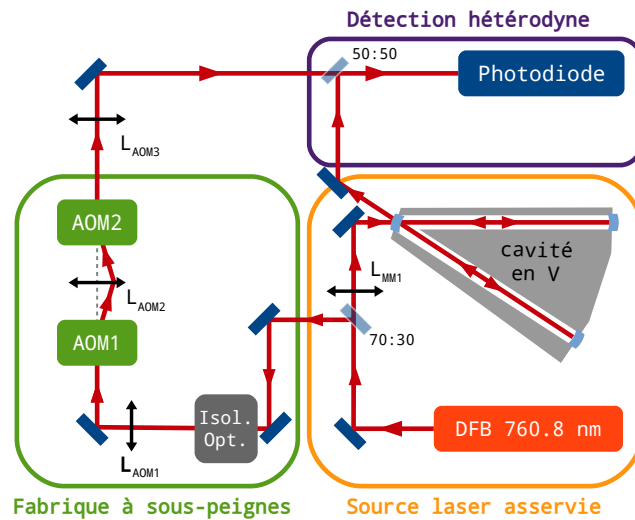 Détection hétérodyne
50:50
Photodiode
L_AOM3
AOM2
cavité
en V
L_MM1
L_AOM2
AOM1
70:30
Isol.
Opt.
DFB 760.8 nm
L_AOM1
Fabrique à sous-peignes
Source laser asservie